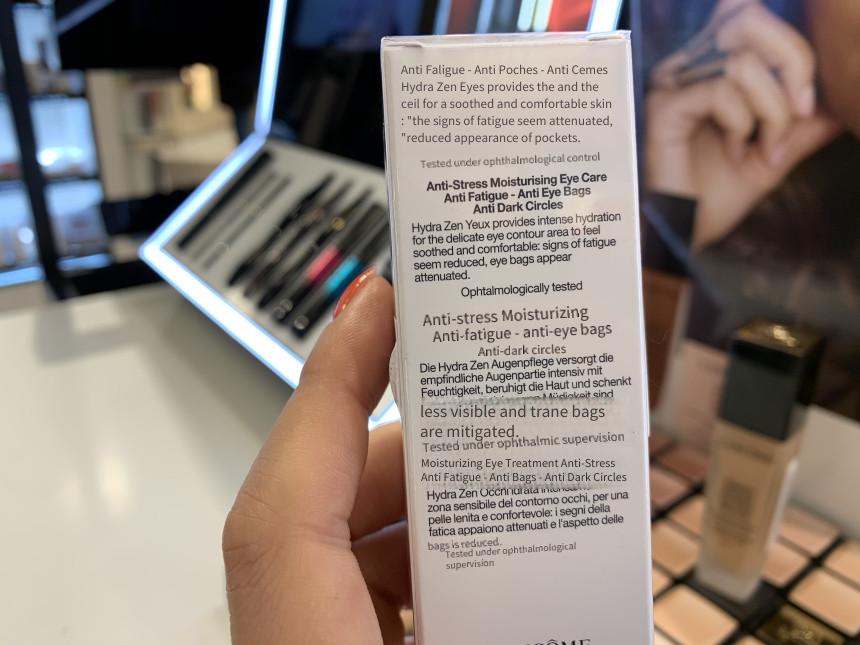 Anti Faligue - Anti Poches - Anti Cemes
Hydra Zen Eyes provides the and the
ceil for a soothed and comfortable skin
: "the signs of fatigue seem attenuated,
"reduced appearance of pockets.
Tested under ophthalmological control
Anti-Stress Moisturising Eye Care
Anti Fatigue - Anti Eye Bags
Anti Dark Circles
Hydra Zen Yeux provides intense hydration
for the delicate eye contour area to feel
soothed and comfortable: signs of fatigue
seem reduced, eye bags appear
attenuated.
Ophtalmologically tested
Anti-stress Moisturizing
Anti-fatigue - anti-eye bags
Anti-dark circles
Die Hydra Zen Augenpflege versorgt die
empfindliche Augenpartie intensiv mit
Feuchtigkeit, beruhigt die Haut und schenkt
Müdigkeit sind
less visible and trane bags
are mitigated.
Tested under ophthalmic supervision
Moisturizing Eye Treatment Anti-Stress
Anti Fatigue - Anti Bags - Anti Dark Circles
Hydra Zen
zona sensibile del contorno occhi, per una
pelle lenita e confortevole: i segni della
fatica appaiono attenuati e l'aspetto delle
bags is reduced.
Tested under ophthalmological
supervision